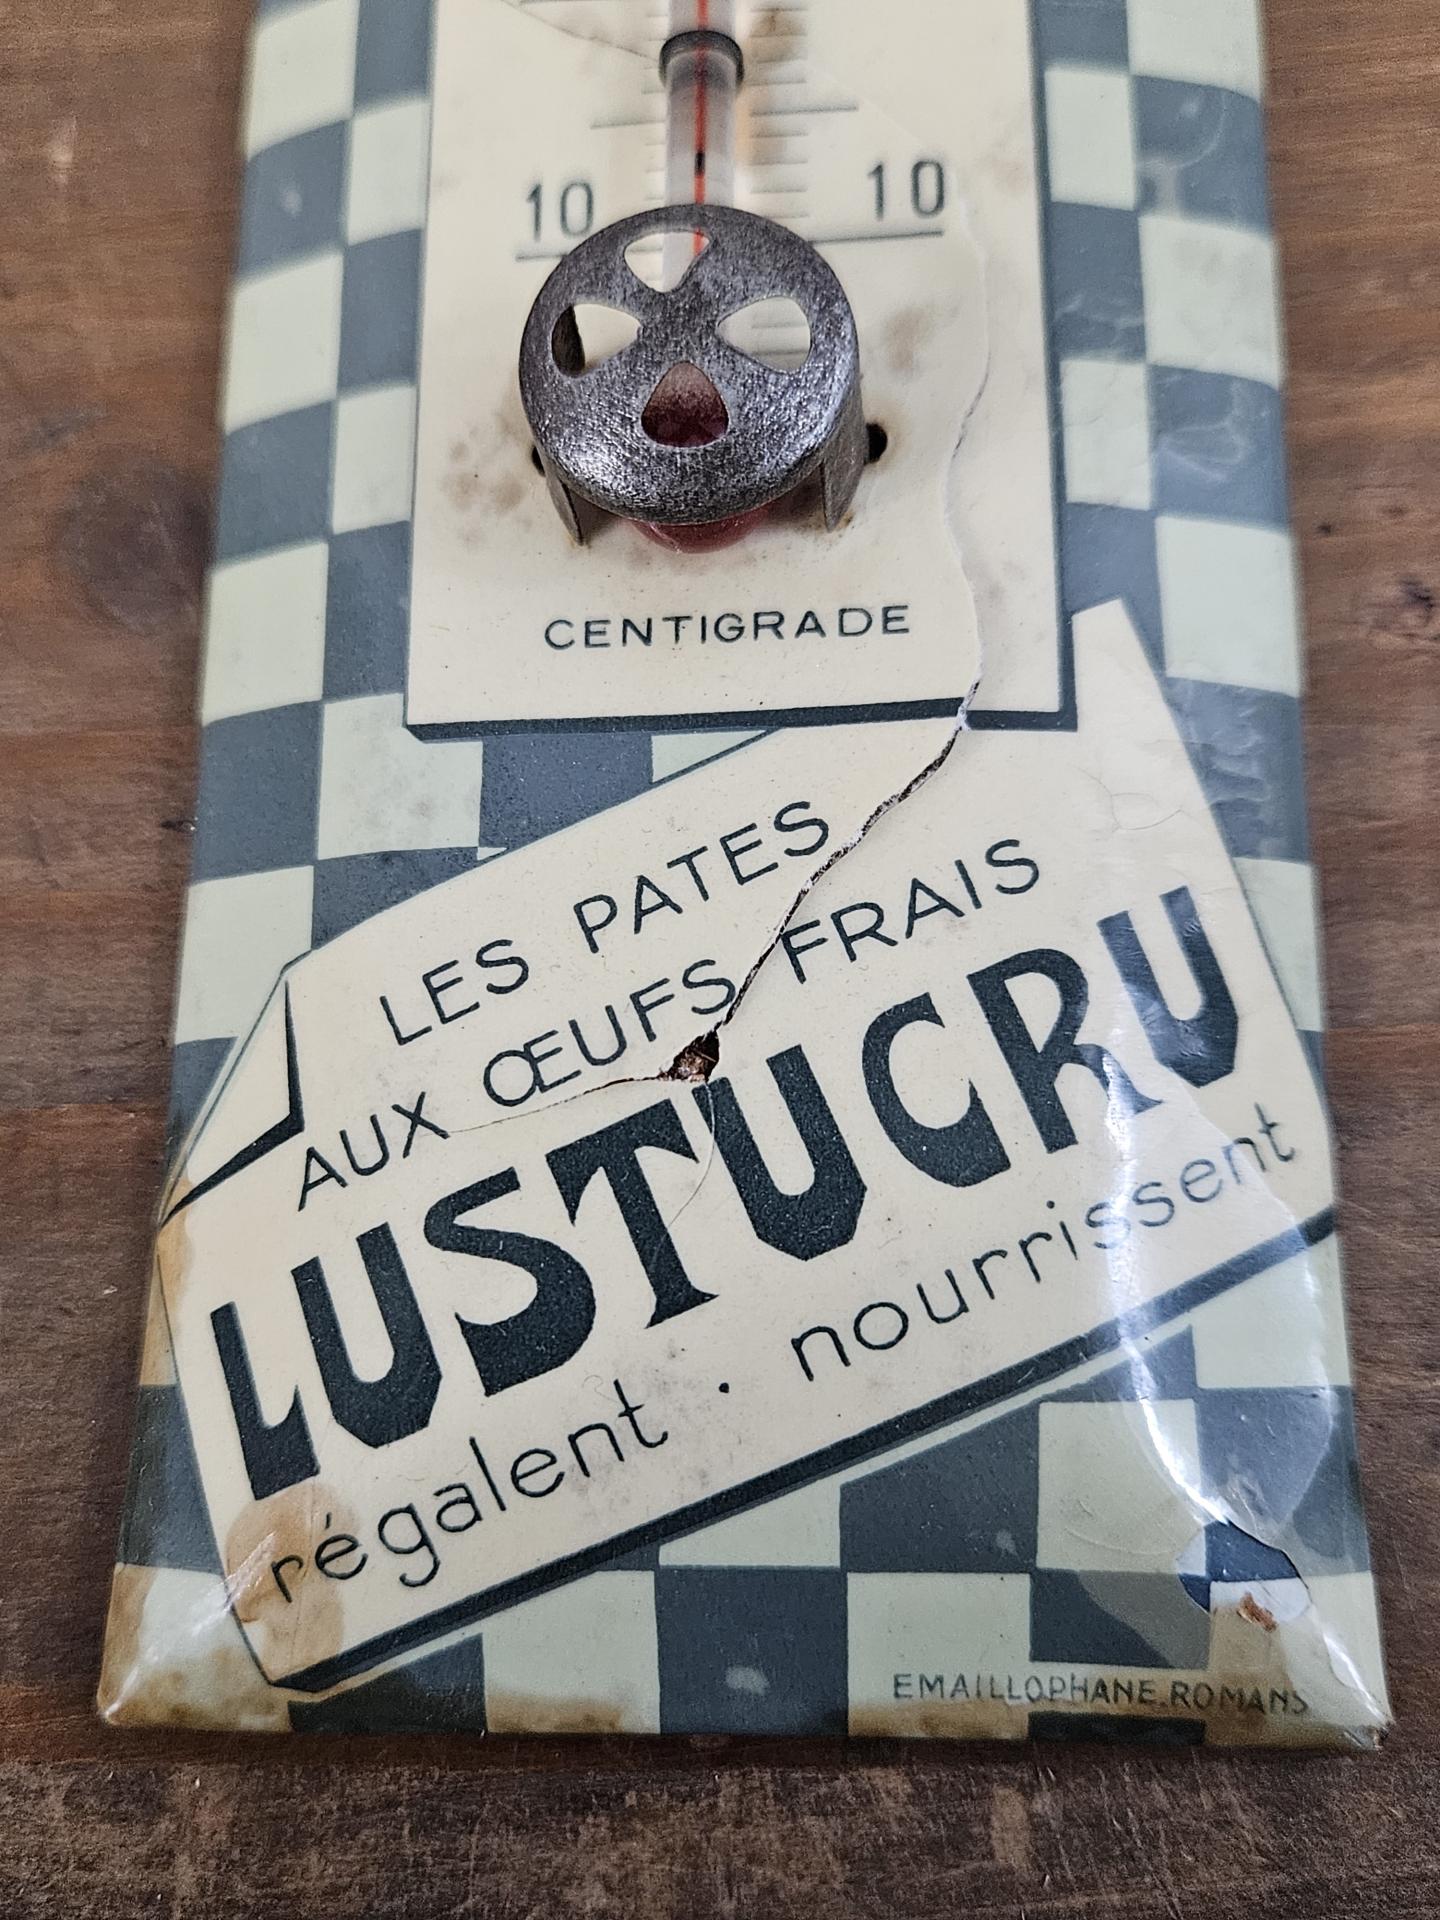 10 10
CENTIGRADE
LES PATES
AUX ŒUFS FRAIS
LUSTUCRU
régalent . nourrissent
EMAILLOPHANE.ROMANS